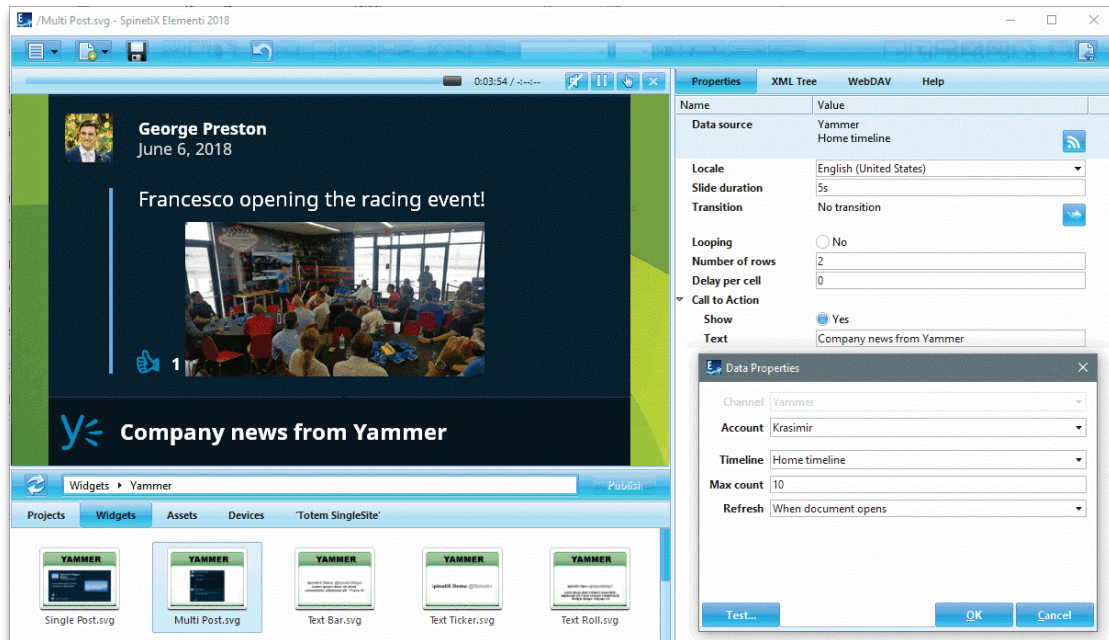 /Multi Post.svg - SpinetiX Elementi 2018
0:03:54 / -:--:--
George Preston
June 6, 2018
Francesco opening the racing event!
1
Company news from Yammer
Widgets Yammer
Publish
Projects Widgets Assets Devices 'Totem SingleSite'
YAMMER YAMMER YAMMER YAMMER YAMMER
Single Post.svg Multi Post.svg Text Bar.svg Text Ticker.svg Text Roll.svg
Properties XML Tree WebDAV Help
Name Value
Data source Yammer
Home timeline
Locale English (United States)
Slide duration 5s
Transition No transition
Looping No
Number of rows 2
Delay per cell 0
Call to Action
Show Yes
Text Company news from Yammer
Data Properties
Channel Yammer
Account Krasimir
Timeline Home timeline
Max count 10
Refresh When document opens
Test... OK Cancel